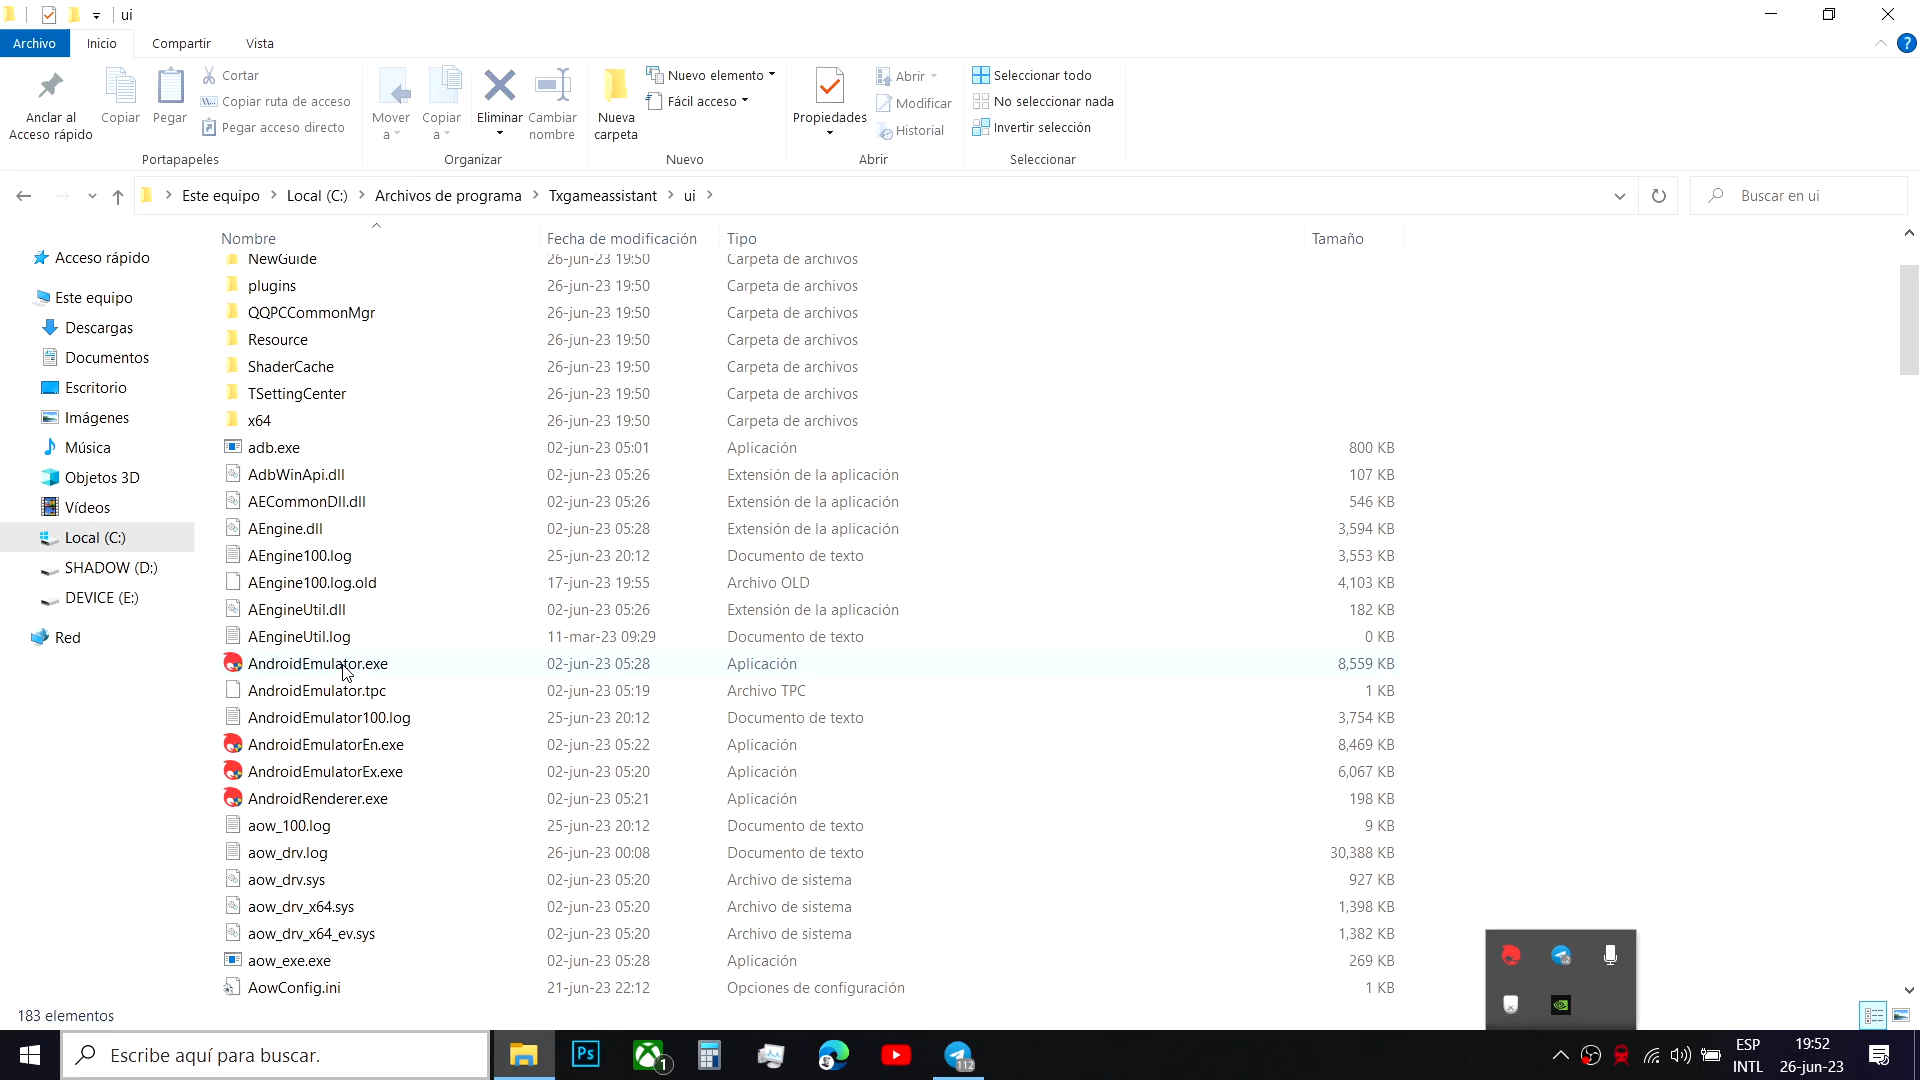 ui
Archivo Inicio Compartir Vista
Anclar al
Acceso rápido
Copiar
Pegar
Cortar
Copiar ruta de acceso
Pegar acceso directo
Portapapeles
Mover
a
Copiar
a
Eliminar
Cambiar
nombre
Organizar
Nueva
carpeta
Nuevo elemento
Fácil acceso
Nuevo
Propiedades
Abrir
Modificar
Historial
Abrir
Seleccionar todo
No seleccionar nada
Invertir selección
Seleccionar
Este equipo Local (C:) Archivos de programa Txgameassistant ui
Buscar en ui
Acceso rápido
Este equipo
Descargas
Documentos
Escritorio
Imágenes
Música
Objetos 3D
Vídeos
Local (C:)
SHADOW (D:)
DEVICE (E:)
Red
Nombre Fecha de modificación Tipo Tamaño
NewGuide 26-jun-23 19:50 Carpeta de archivos
plugins 26-jun-23 19:50 Carpeta de archivos
QQPCCommonMgr 26-jun-23 19:50 Carpeta de archivos
Resource 26-jun-23 19:50 Carpeta de archivos
ShaderCache 26-jun-23 19:50 Carpeta de archivos
TSettingCenter 26-jun-23 19:50 Carpeta de archivos
x64 26-jun-23 19:50 Carpeta de archivos
adb.exe 02-jun-23 05:01 Aplicación 800 KB
AdbWinApi.dll 02-jun-23 05:26 Extensión de la aplicación 107 KB
AECommonDll.dll 02-jun-23 05:26 Extensión de la aplicación 546 KB
AEngine.dll 02-jun-23 05:28 Extensión de la aplicación 3,594 KB
AEngine100.log 25-jun-23 20:12 Documento de texto 3,553 KB
AEngine100.log.old 17-jun-23 19:55 Archivo OLD 4,103 KB
AEngineUtil.dll 02-jun-23 05:26 Extensión de la aplicación 182 KB
AEngineUtil.log 11-mar-23 09:29 Documento de texto 0 KB
AndroidEmulator.exe 02-jun-23 05:28 Aplicación 8,559 KB
AndroidEmulator.tpc 02-jun-23 05:19 Archivo TPC 1 KB
AndroidEmulator100.log 25-jun-23 20:12 Documento de texto 3,754 KB
AndroidEmulatorEn.exe 02-jun-23 05:22 Aplicación 8,469 KB
AndroidEmulatorEx.exe 02-jun-23 05:20 Aplicación 6,067 KB
AndroidRenderer.exe 02-jun-23 05:21 Aplicación 198 KB
aow_100.log 25-jun-23 20:12 Documento de texto 9 KB
aow_drv.log 26-jun-23 00:08 Documento de texto 30,388 KB
aow_drv.sys 02-jun-23 05:20 Archivo de sistema 927 KB
aow_drv_x64.sys 02-jun-23 05:20 Archivo de sistema 1,398 KB
aow_drv_x64_ev.sys 02-jun-23 05:20 Archivo de sistema 1,382 KB
aow_exe.exe 02-jun-23 05:28 Aplicación 269 KB
AowConfig.ini 21-jun-23 22:12 Opciones de configuración 1 KB
183 elementos
Escribe aquí para buscar.
Ps
1
112
ESP
INTL
19:52
26-jun-23